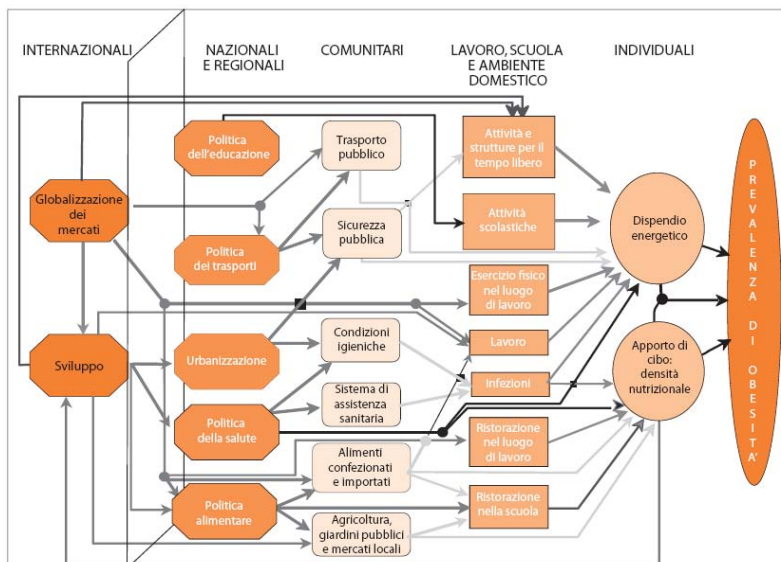 INTERNAZIONALI
NAZIONALI
E REGIONALI
COMUNITARI
LAVORO, SCUOLA
E AMBIENTE
DOMESTICO
INDIVIDUALI
Globalizzazione
dei
mercati
Sviluppo
Politica
dell'educazione
Politica
dei trasporti
Urbanizzazione
Politica
della salute
Politica
alimentare
Trasporto
pubblico
Sicurezza
pubblica
Condizioni
igieniche
Sistema di
assistenza
sanitaria
Alimenti
confezionati
e importati
Agricoltura,
giardini pubblici
e mercati locali
Attività e
strutture per il
tempo libero
Attività
scolastiche
Esercizio fisico
nel luogo
di lavoro
Lavoro
Infezioni
Ristorazione
nel luogo
di lavoro
Ristorazione
nella scuola
Dispendio
energetico
Apporto di
cibo:
densità
nutrizionale
PREVALENZA DI OBESITA'